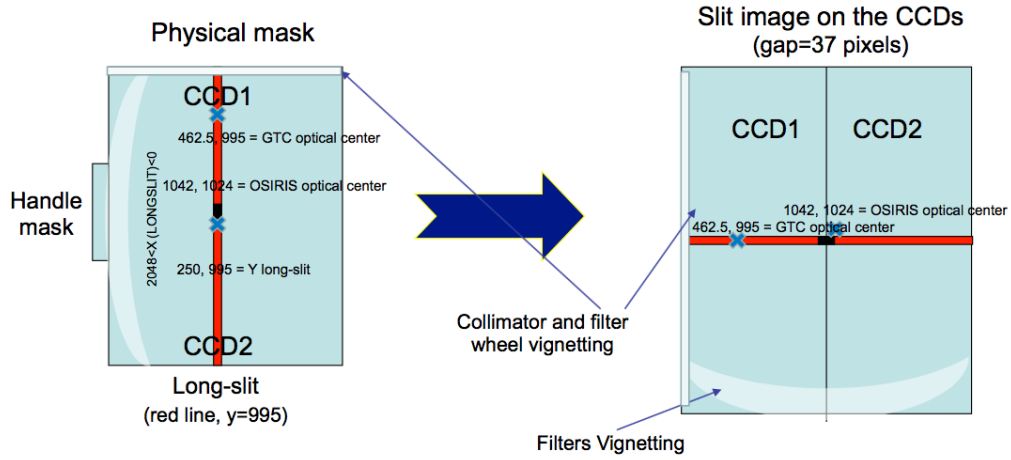 Physical mask
CCD1
462.5, 995 = GTC optical center
1042, 1024 = OSIRIS optical center
Handle
mask
2048<X (LONGSLIT)<0
250, 995 = Y long-slit
CCD2
Long-slit
(red line, y=995)
Slit image on the CCDs
(gap=37 pixels)
CCD1
CCD2
1042, 1024 = OSIRIS optical center
462.5, 995 = GTC optical center
Collimator and filter
wheel vignetting
Filters Vignetting